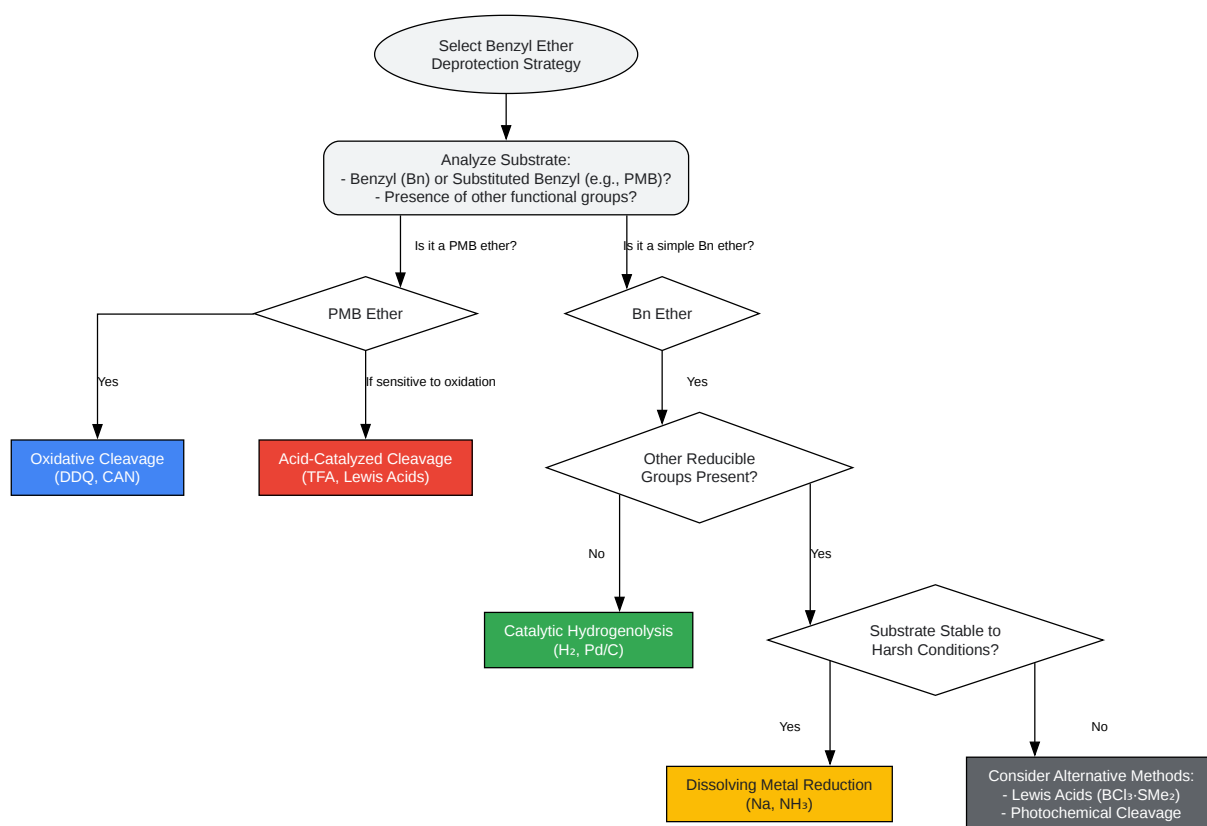 Select Benzyl Ether
Deprotection Strategy
Analyze Substrate:
- Benzyl (Bn) or Substituted Benzyl (e.g., PMB)?
- Presence of other functional groups?
Is it a PMB ether?
Is it a simple Bn ether?
PMB Ether
Bn Ether
Yes
If sensitive to oxidation
Yes
Oxidative Cleavage
(DDQ, CAN)
Acid-Catalyzed Cleavage
(TFA, Lewis Acids)
Other Reducible
Groups Present?
No
Yes
Catalytic Hydrogenolysis
(H₂, Pd/C)
Substrate Stable to
Harsh Conditions?
Yes
No
Dissolving Metal Reduction
(Na, NH₃)
Consider Alternative Methods:
- Lewis Acids (BCl₃·SMe₂)
- Photochemical Cleavage